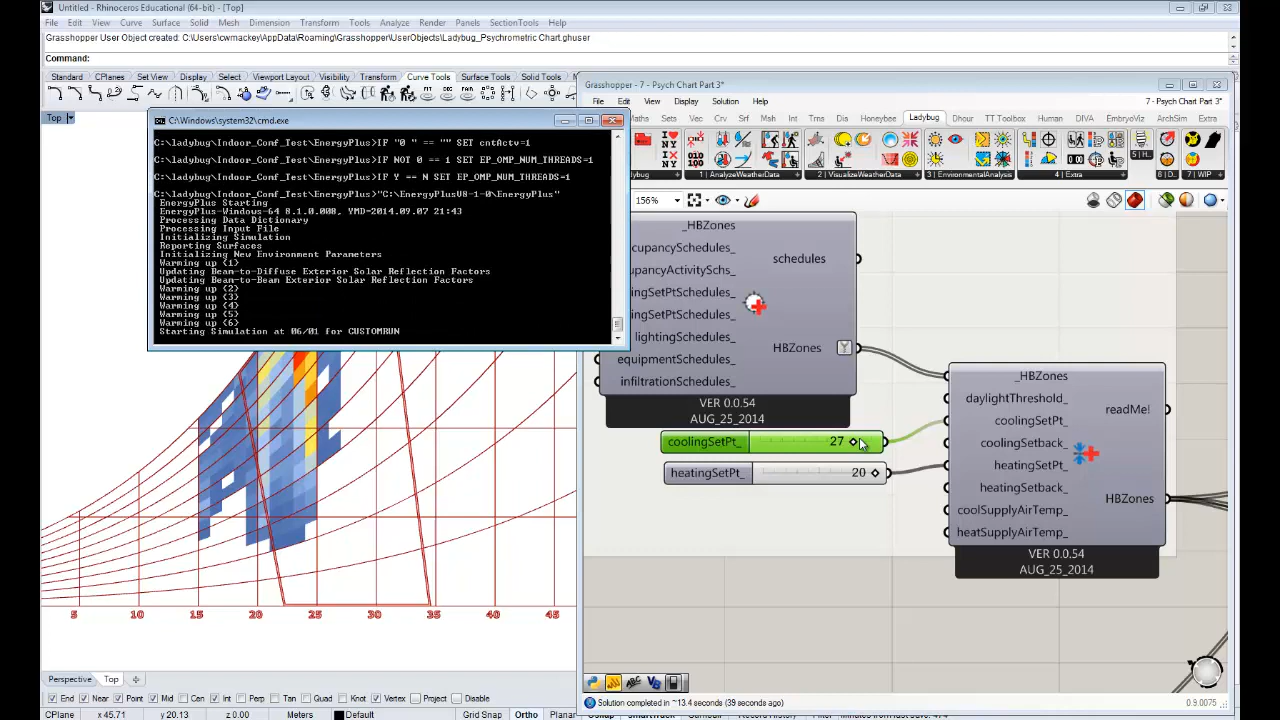 Untitled - Rhinoceros Educational (64-bit) - [Top]
File Edit View Curve Surface Solid Mesh Dimension Transform Tools Analyze Render Panels SectionTools Help
Grasshopper User Object created: C:\Users\cwmackey\AppData\Roaming\Grasshopper\UserObjects\Ladybug_Psychrometric Chart.ghuser
Command:
Standard CPlanes Set View Display Select Viewport Layout Visibility Transform Curve Tools Surface Tools Solid Tools
Grasshopper - 7 - Psych Chart Part 3*
File Edit View Display Solution Help
7 - Psych Chart Part 3*
Maths Set Vec Crv Srf Mesh Int Trns Dis Honeybee Ladybug Dhour TT Toolbox Human DIVA EmbryoViz ArchSim Extra
1 | AnalyzeWeatherData 2 | VisualizeWeatherData 3 | EnvironmentalAnalysis 4 | Extra 7 | WIP
156%
Top
C:\Windows\system32\cmd.exe
C:\ladybug\Indoor_Conf_Test\EnergyPlus>IF "0 " == "" SET cntActv=1
C:\ladybug\Indoor_Conf_Test\EnergyPlus>IF NOT 0 == 1 SET EP_OMP_NUM_THREADS=1
C:\ladybug\Indoor_Conf_Test\EnergyPlus>IF Y == N SET EP_OMP_NUM_THREADS=1
C:\ladybug\Indoor_Conf_Test\EnergyPlus>"C:\EnergyPlusV8-1-0\EnergyPlus"
EnergyPlus Starting
EnergyPlus-Windows-64 8.1.0.008, YMD=2014.09.07 21:43
Processing Data Dictionary
Processing Input File
Initializing Simulation
Reporting Surfaces
Initializing New Environment Parameters
Warming up {1}
Updating Beam-to-Diffuse Exterior Solar Reflection Factors
Updating Beam-to-Beam Exterior Solar Reflection Factors
Warming up {2}
Warming up {3}
Warming up {4}
Warming up {5}
Warming up {6}
Starting Simulation at 06/01 for CUSTOMRUN
_HBZones
cupancySchedules_
upancyActivitySchs_
ingSetPtSchedules_
ingSetPtSchedules_
lightingSchedules_
equipmentSchedules_
infiltrationSchedules_
schedules
HBZones
VER 0.0.54
AUG_25_2014
coolingSetPt_ 27
heatingSetPt_ 20
_HBZones
daylightThreshold_
coolingSetPt_
coolingSetback_
heatingSetPt_
heatingSetback_
coolSupplyAirTemp_
heatSupplyAirTemp_
readMe!
HBZones
VER 0.0.54
AUG_25_2014
5 10 15 20 25 30 35 40 45
Perspective Top
End Near Point Mid Cen Int Perp Tan Quad Knot Vertex Project Disable
CPlane x 45.71 y 20.13 z 0.00 Meters Default Grid Snap Ortho Planar
Solution completed in ~13.4 seconds (39 seconds ago)
0.9.0075